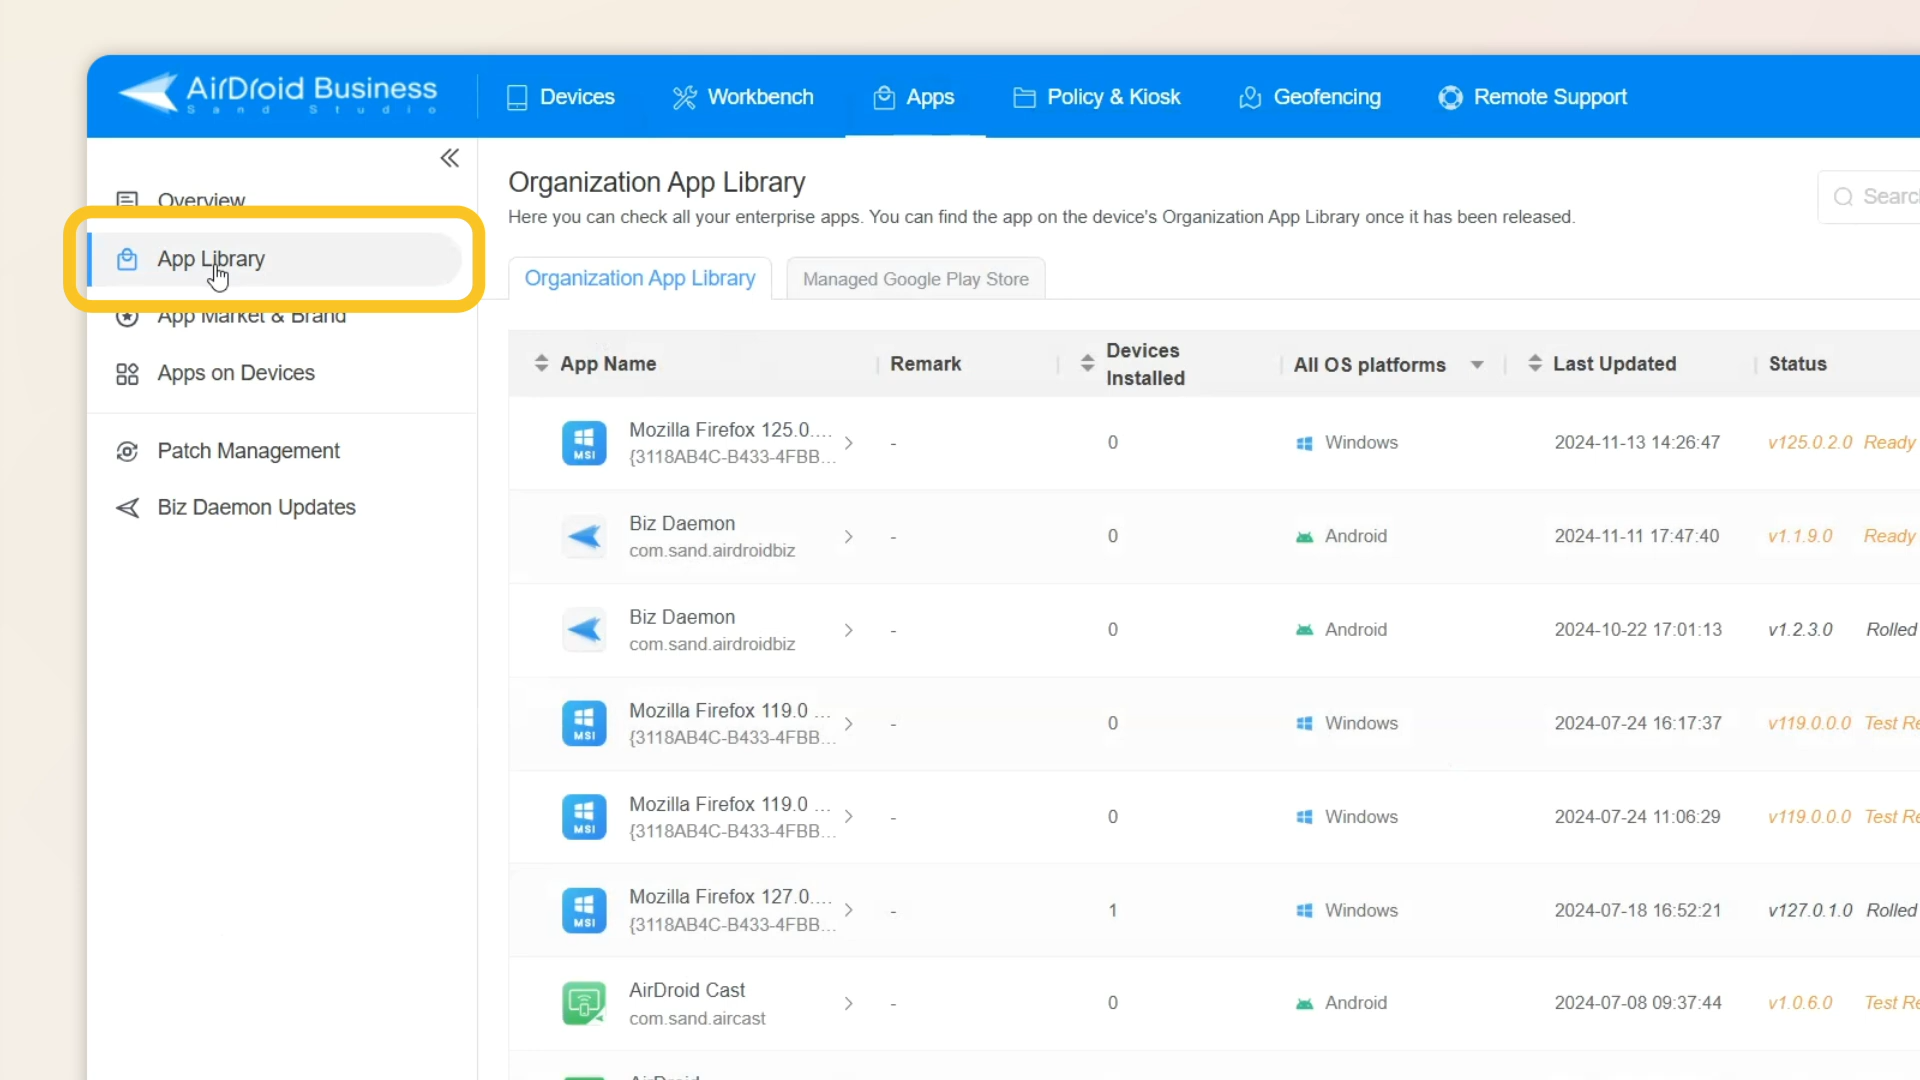 AirDroid Business
Sand Studio
Devices
Workbench
Apps
Policy & Kiosk
Geofencing
Remote Support
Overview
App Library
App Market & Brand
Apps on Devices
Patch Management
Biz Daemon Updates
Organization App Library
Here you can check all your enterprise apps. You can find the app on the device's Organization App Library once it has been released.
Organization App Library
Managed Google Play Store
App Name
Remark
Devices
Installed
All OS platforms
Last Updated
Status
Mozilla Firefox 125.0....
{3118AB4C-B433-4FBB...
-
0
Windows
2024-11-13 14:26:47
v125.0.2.0 Ready
Biz Daemon
com.sand.airdroidbiz
-
0
Android
2024-11-11 17:47:40
v1.1.9.0 Ready
Biz Daemon
com.sand.airdroidbiz
-
0
Android
2024-10-22 17:01:13
v1.2.3.0 Rolled
MSI
Mozilla Firefox 119.0 ...
{3118AB4C-B433-4FBB...
-
0
Windows
2024-07-24 16:17:37
v119.0.0.0 Test
MSI
Mozilla Firefox 119.0 ...
{3118AB4C-B433-4FBB...
-
0
Windows
2024-07-24 11:06:29
v119.0.0.0 Test
MSI
Mozilla Firefox 127.0....
{3118AB4C-B433-4FBB...
-
1
Windows
2024-07-18 16:52:21
v127.0.1.0 Rolled
AirDroid Cast
com.sand.aircast
-
0
Android
2024-07-08 09:37:44
v1.0.6.0 Test